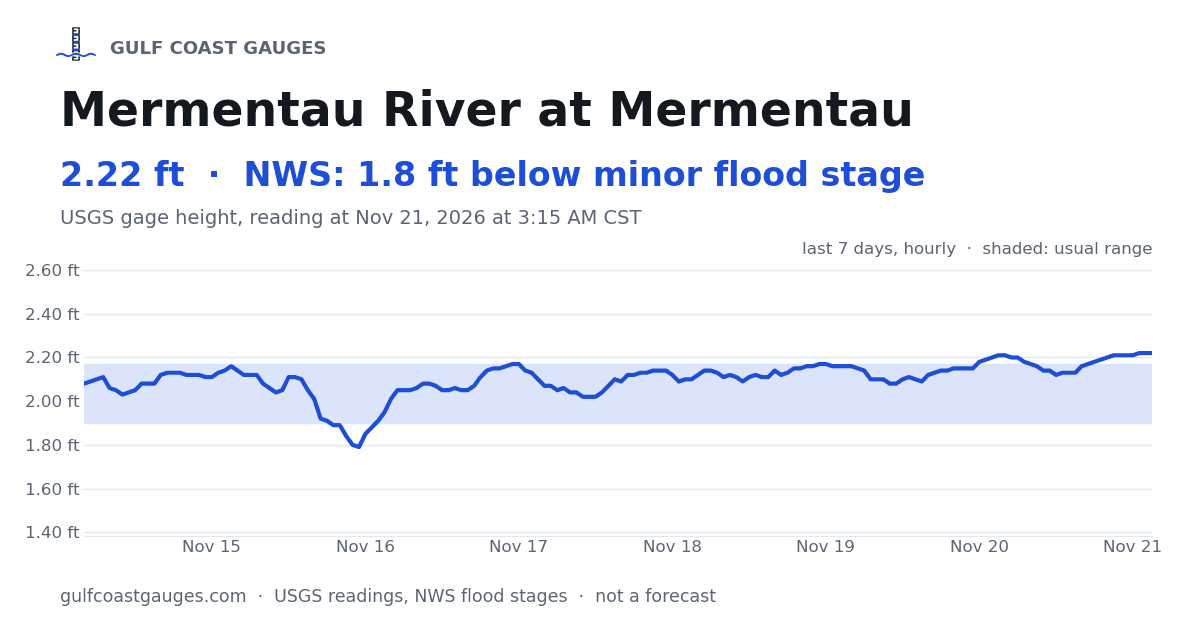 GULF COAST GAUGES
Mermentau River at Mermentau
2.22 ft · NWS: 1.8 ft below minor flood stage
USGS gage height, reading at Nov 21, 2026 at 3:15 AM CST
last 7 days, hourly · shaded: usual range
2.60 ft
2.40 ft
2.20 ft
2.00 ft
1.80 ft
1.60 ft
1.40 ft
Nov 15 Nov 16 Nov 17 Nov 18 Nov 19 Nov 20 Nov 21
gulfcoastgauges.com · USGS readings, NWS flood stages · not a forecast